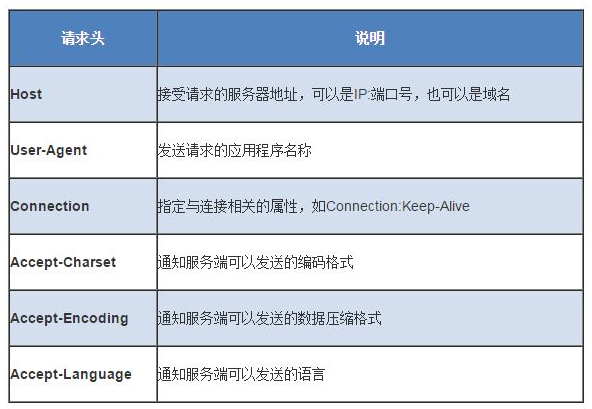 请求头 说明
Host 接受请求的服务器地址，可以是IP:端口号，也可以是域名
User-Agent 发送请求的应用程序名称
Connection 指定与连接相关的属性，如Connection:Keep-Alive
Accept-Charset 通知服务端可以发送的编码格式
Accept-Encoding 通知服务端可以发送的数据压缩格式
Accept-Language 通知服务端可以发送的语言